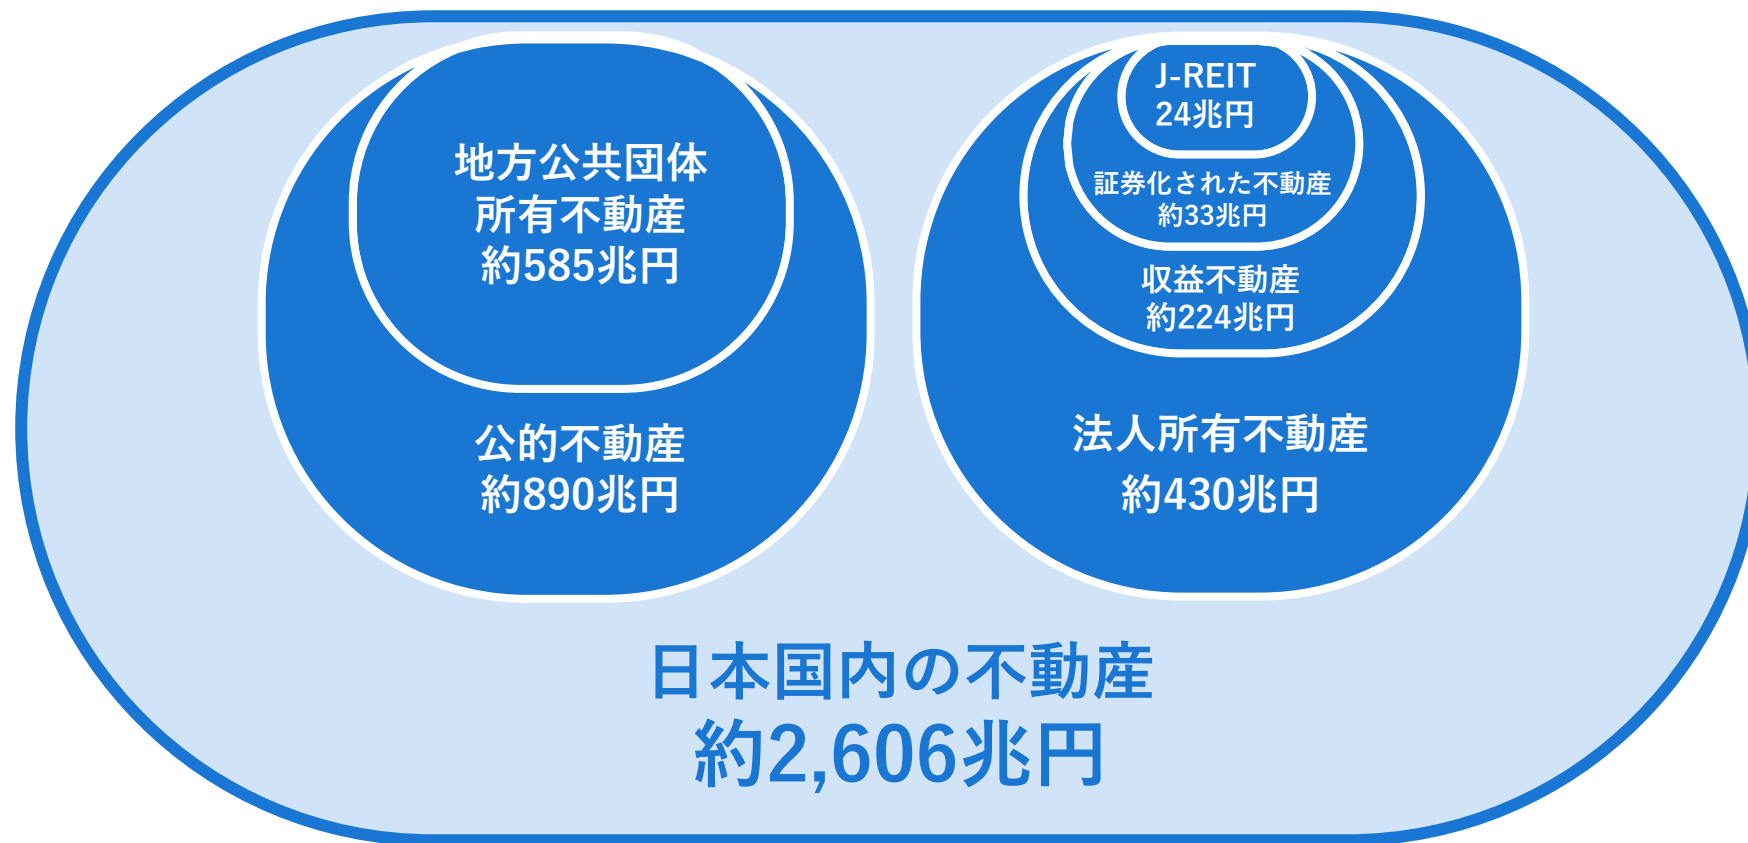 地方公共団体
所有不動産
約585兆円
公的不動産
約890兆円
J-REIT
24兆円
証券化された不動産
約33兆円
収益不動産
約224兆円
法人所有不動産
約430兆円
日本国内の不動産
約2,606兆円